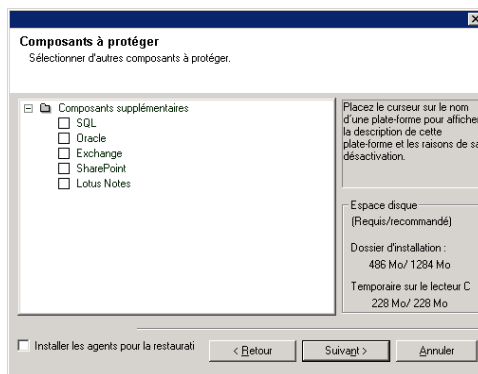 Composants à protéger
Sélectionner d'autres composants à protéger.
Composants supplémentaires
SQL
Oracle
Exchange
SharePoint
Lotus Notes
Placez le curseur sur le nom
d'une plate-forme pour affiche
la description de cette
plate-forme et les raisons de sa
désactivation.
Espace disque
(Requis/recommandé)
Dossier d'installation :
486 Mo/ 1284 Mo
Temporaire sur le lecteur C
228 Mo/ 228 Mo
Installer les agents pour la restaurati
< Retour
Suivant >
Annuler